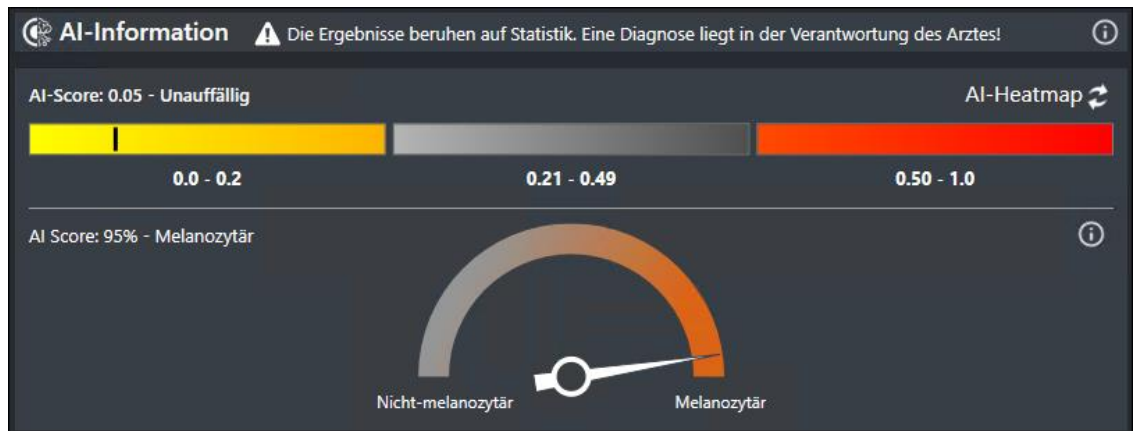 AI-Information Die Ergebnisse beruhen auf Statistik. Eine Diagnose liegt in der Verantwortung des Arztes!
AI-Score: 0.05 - Unauffällig AI-Heatmap
0.0 - 0.2 0.21 - 0.49 0.50 - 1.0
AI Score: 95% - Melanozytär
Nicht-melanozytär Melanozytär